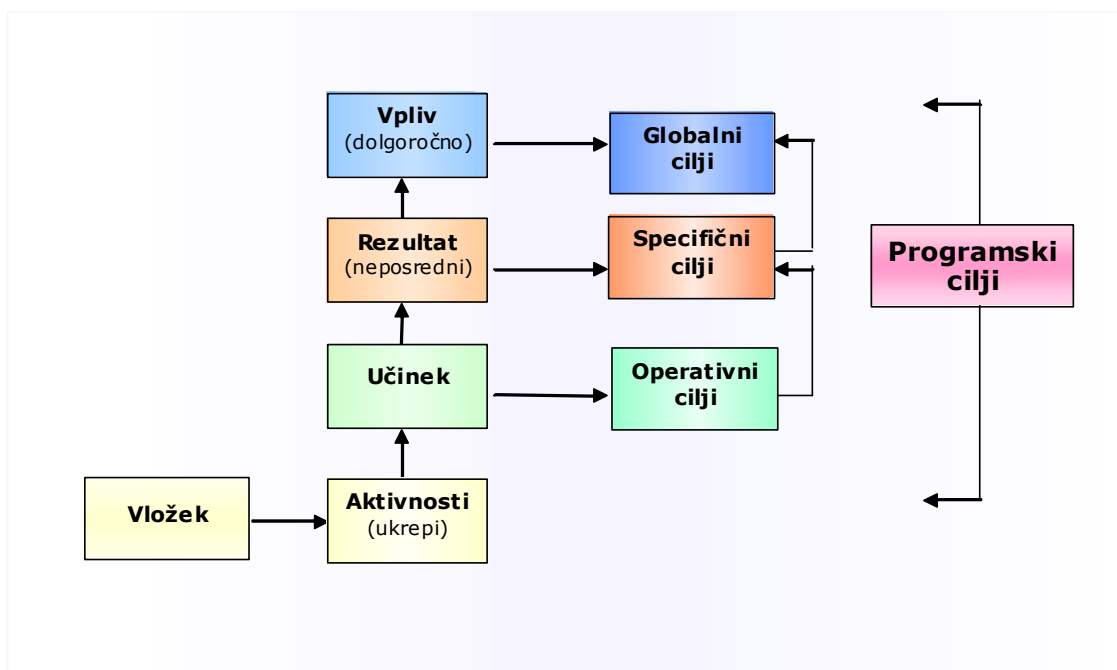 Vpliv
(dolgoročno)
Globalni
cilji
Rezultat
(neposredni)
Specifični
cilji
Programski
cilji
Učinek
Operativni
cilji
Vložek
Aktivnosti
(ukrepi)